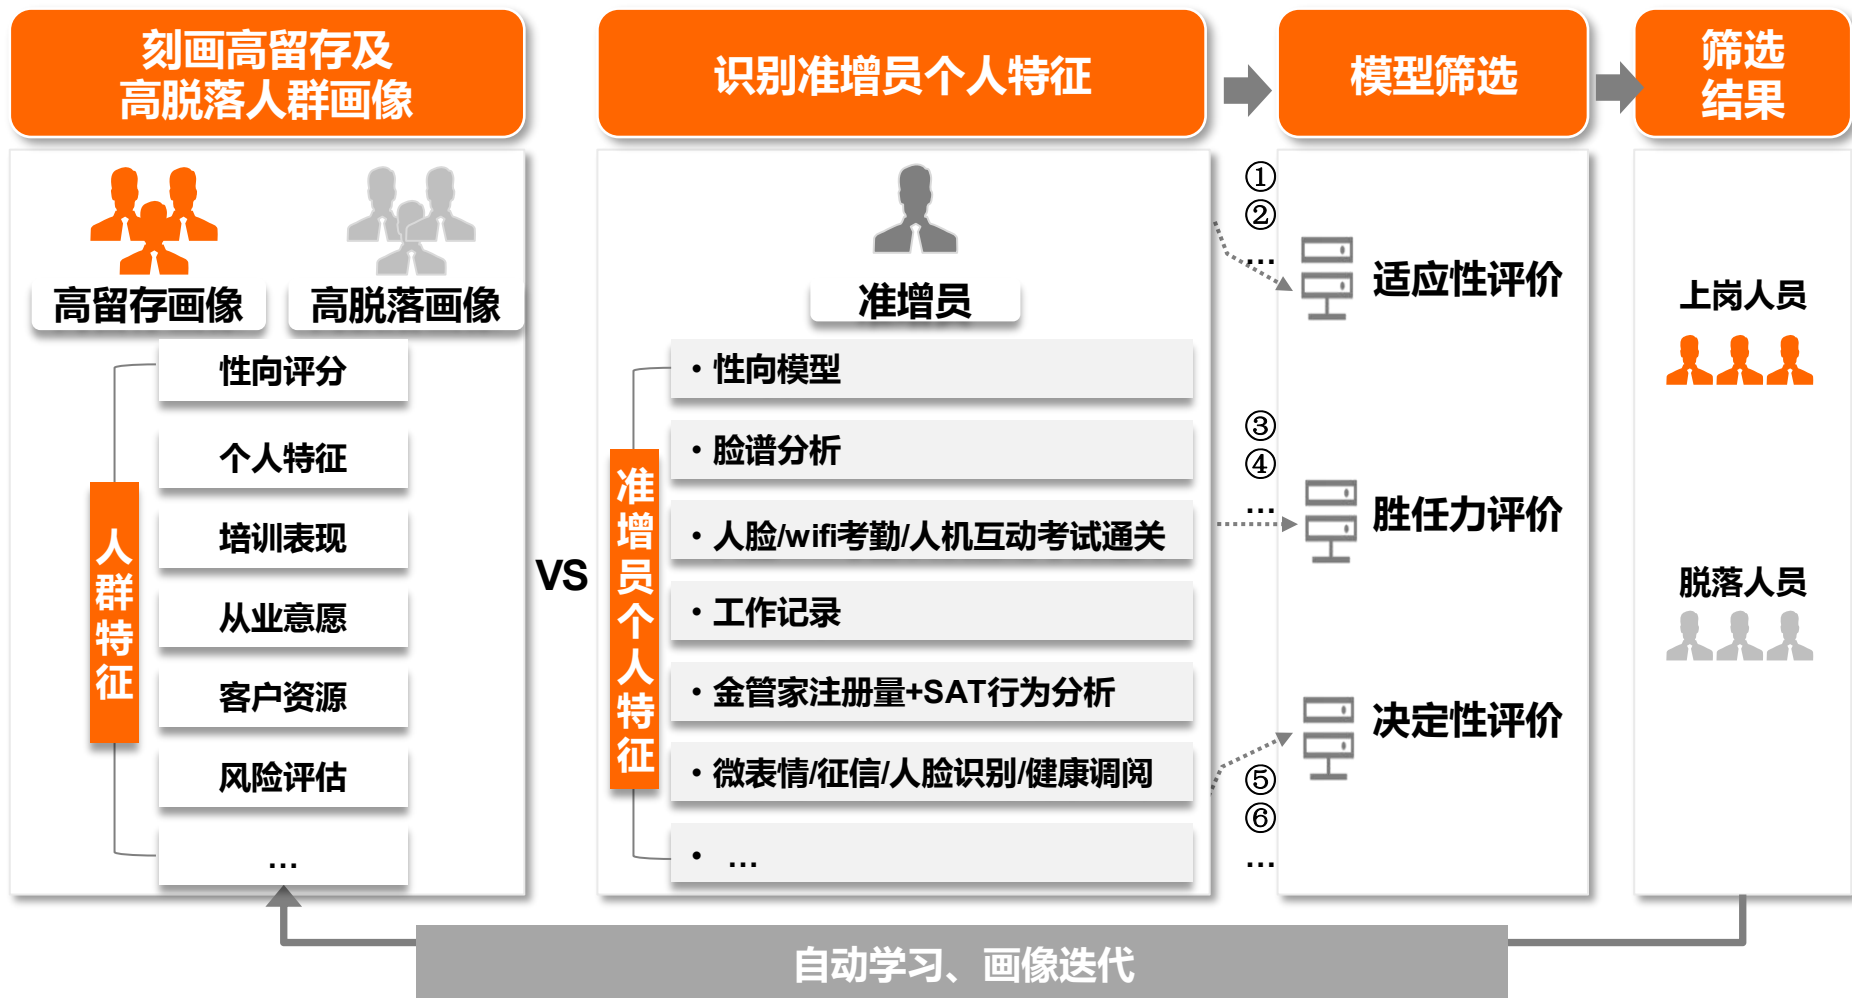 刻画高留存及
高脱落人群画像
识别准增员个人特征
模型筛选
筛选
结果
高留存画像
高脱落画像
人群特征
性向评分
个人特征
培训表现
从业意愿
客户资源
风险评估
...
VS
准增员
准增员个人特征
• 性向模型
• 脸谱分析
• 人脸/wifi考勤/人机互动考试通关
• 工作记录
• 金管家注册量+SAT行为分析
• 微表情/征信/人脸识别/健康调阅
• ...
①
②
...
适应性评价
③
④
...
胜任力评价
决定性评价
⑤
⑥
...
上岗人员
脱落人员
自动学习、画像迭代